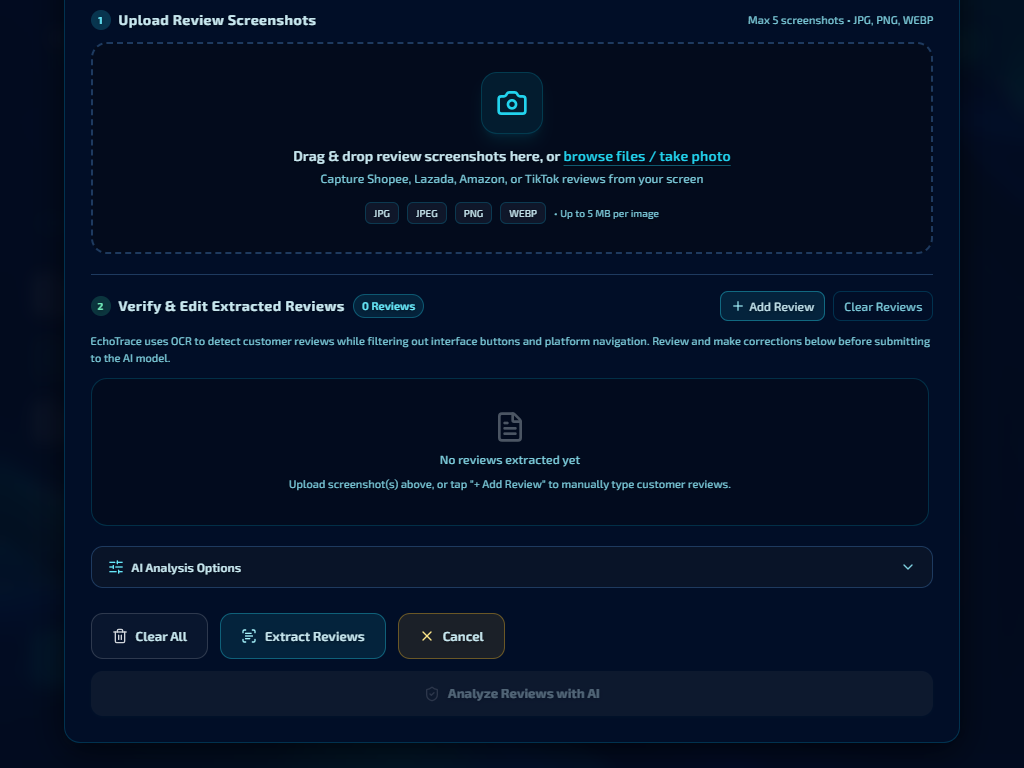 1 Upload Review Screenshots Max 5 screenshots • JPG, PNG, WEBP
Drag & drop review screenshots here, or browse files / take photo
Capture Shopee, Lazada, Amazon, or TikTok reviews from your screen
JPG JPEG PNG WEBP • Up to 5 MB per image
2 Verify & Edit Extracted Reviews 0 Reviews + Add Review Clear Reviews
EchoTrace uses OCR to detect customer reviews while filtering out interface buttons and platform navigation. Review and make corrections below before submitting
to the AI model.
No reviews extracted yet
Upload screenshot(s) above, or tap "+ Add Review" to manually type customer reviews.
AI Analysis Options
Clear All Extract Reviews Cancel
Analyze Reviews with AI